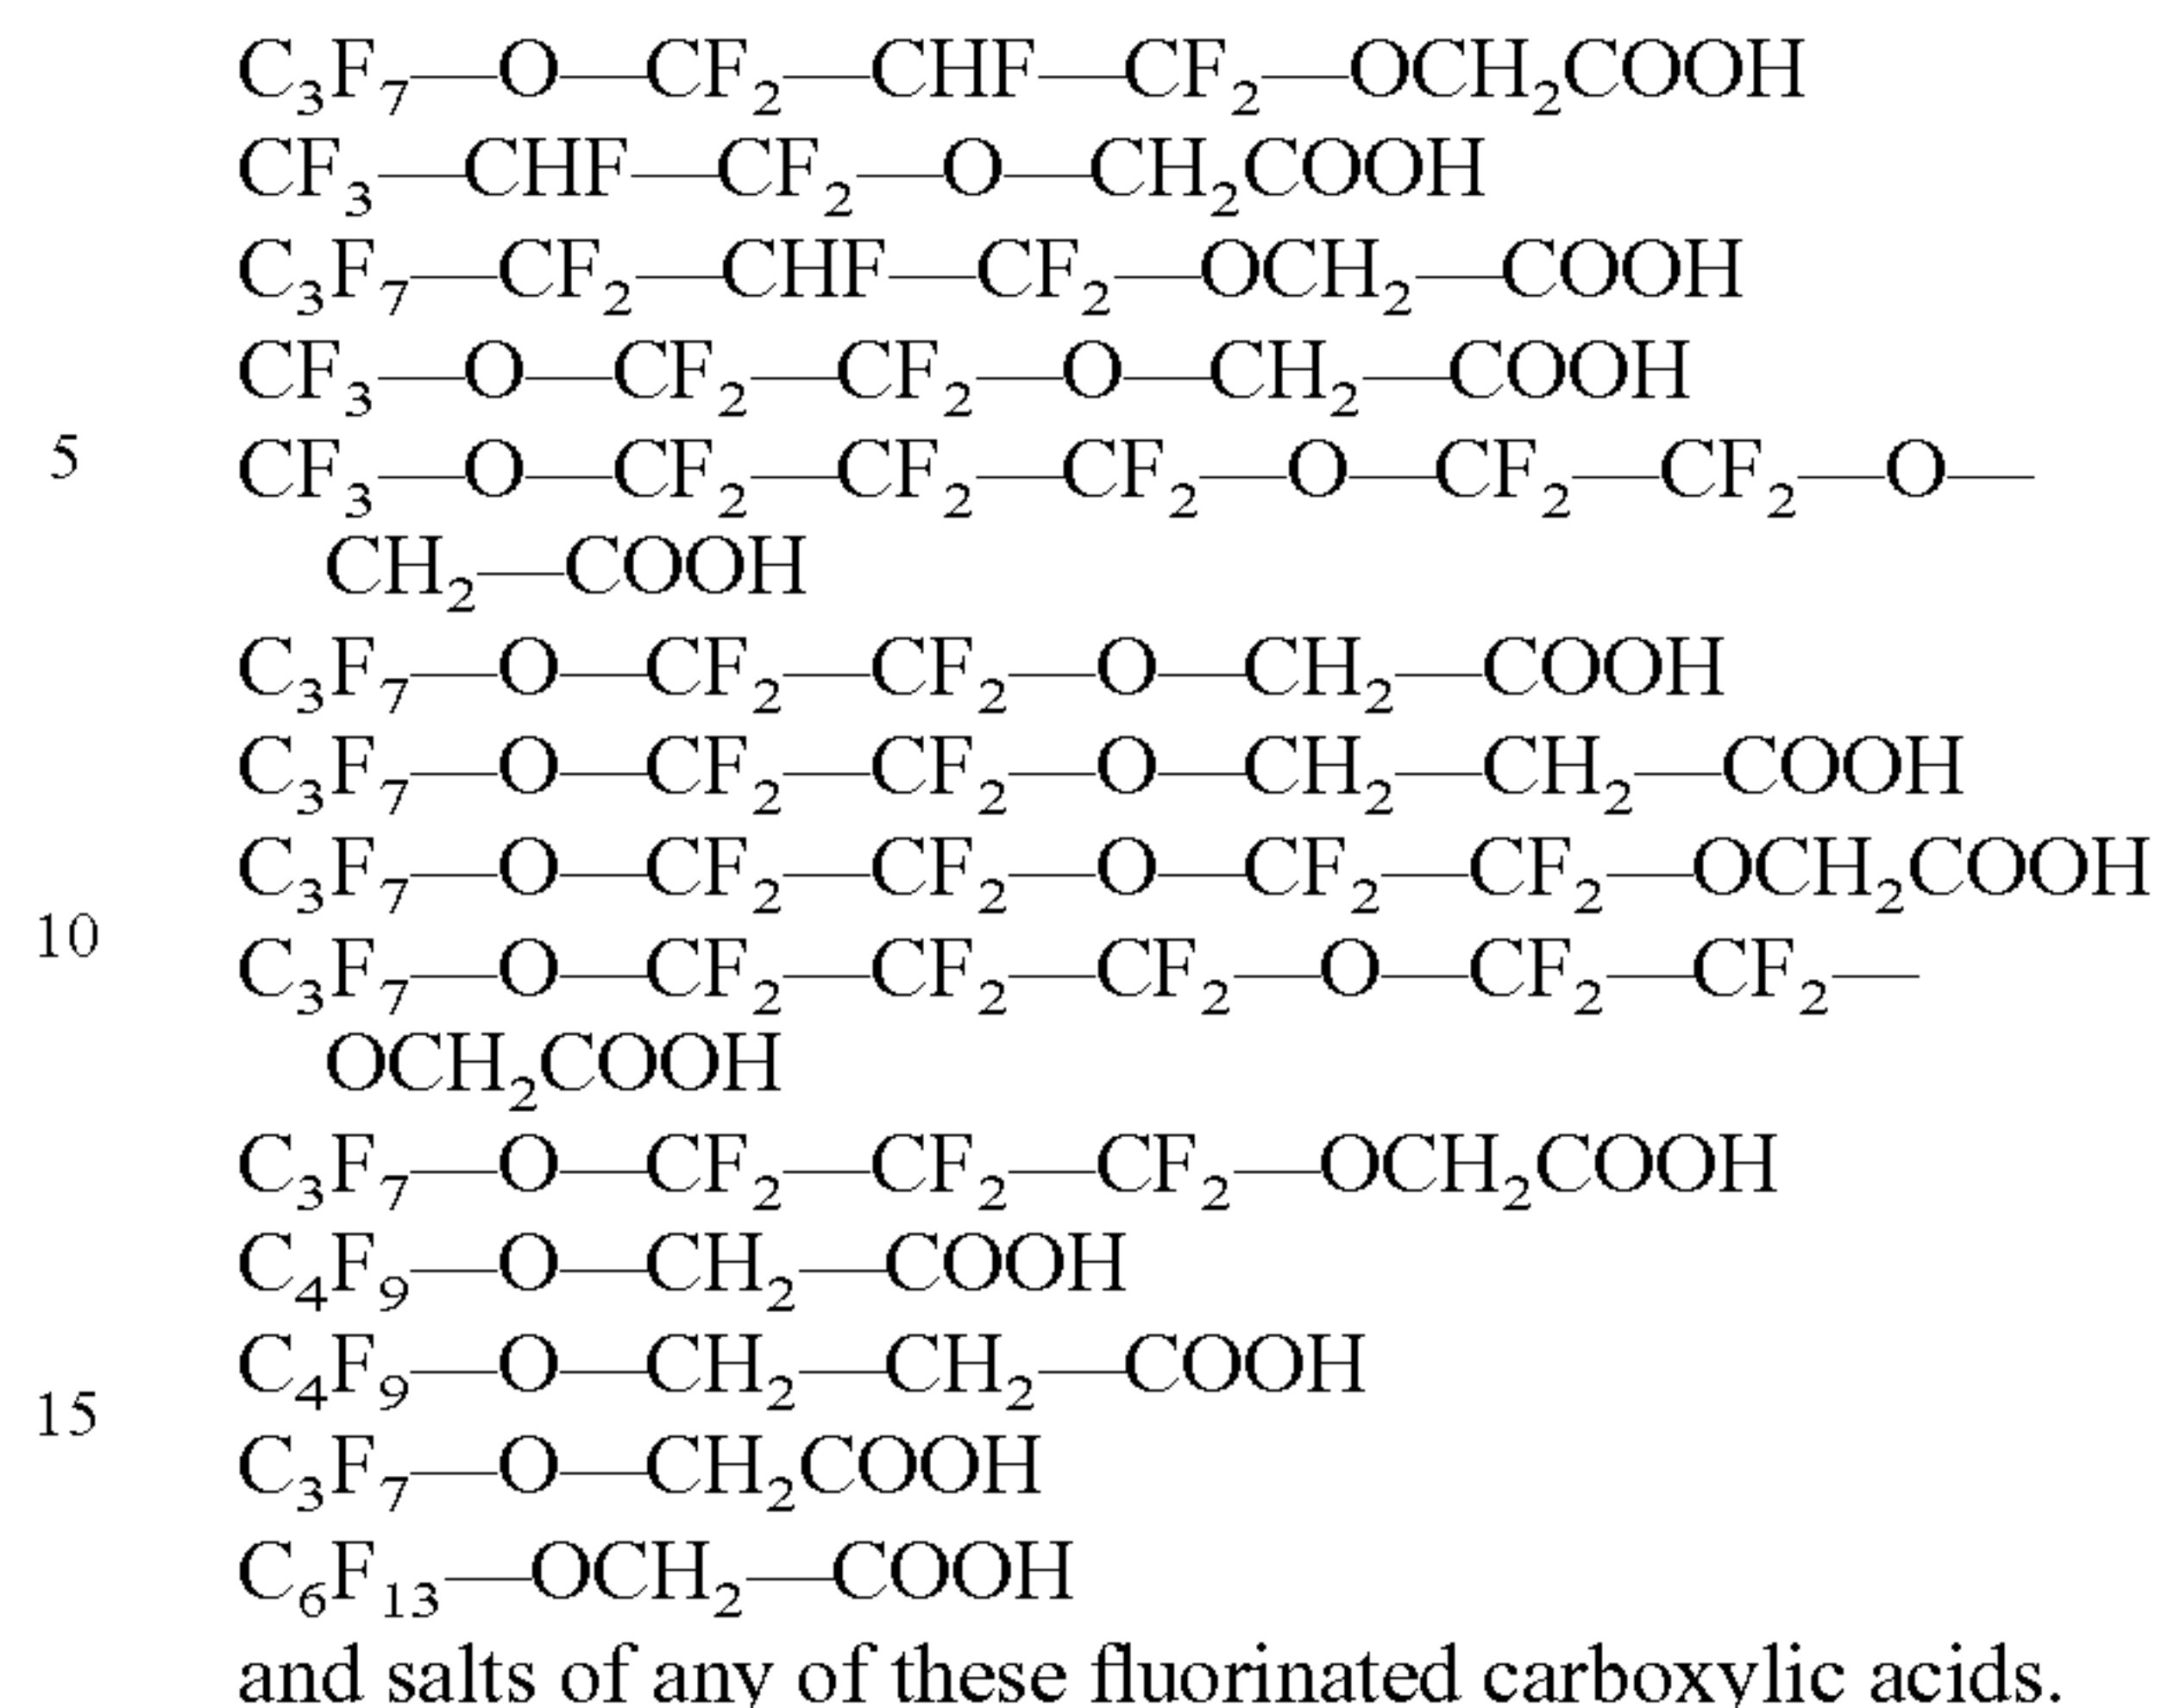 C₃F₇—O—CF₂—CHF—CF₂—OCH₂COOH
CF₃—CHF—CF₂—O—CH₂COOH
C₃F₇—CF₂—CHF—CF₂—OCH₂—COOH
CF₃—O—CF₂—CF₂—O—CH₂—COOH
5 CF₃—O—CF₂—CF₂—CF₂—O—CF₂—CF₂—O—
CH₂—COOH
C₃F₇—O—CF₂—CF₂—O—CH₂—COOH
C₃F₇—O—CF₂—CF₂—O—CH₂—CH₂—COOH
C₃F₇—O—CF₂—CF₂—O—CF₂—CF₂—OCH₂COOH
10 C₃F₇—O—CF₂—CF₂—CF₂—O—CF₂—CF₂—
OCH₂COOH
C₃F₇—O—CF₂—CF₂—CF₂—OCH₂COOH
C₄F₉—O—CH₂—COOH
C₄F₉—O—CH₂—CH₂—COOH
15 C₃F₇—O—CH₂COOH
C₆F₁₃—OCH₂—COOH
and salts of any of these fluorinated carboxylic acids.